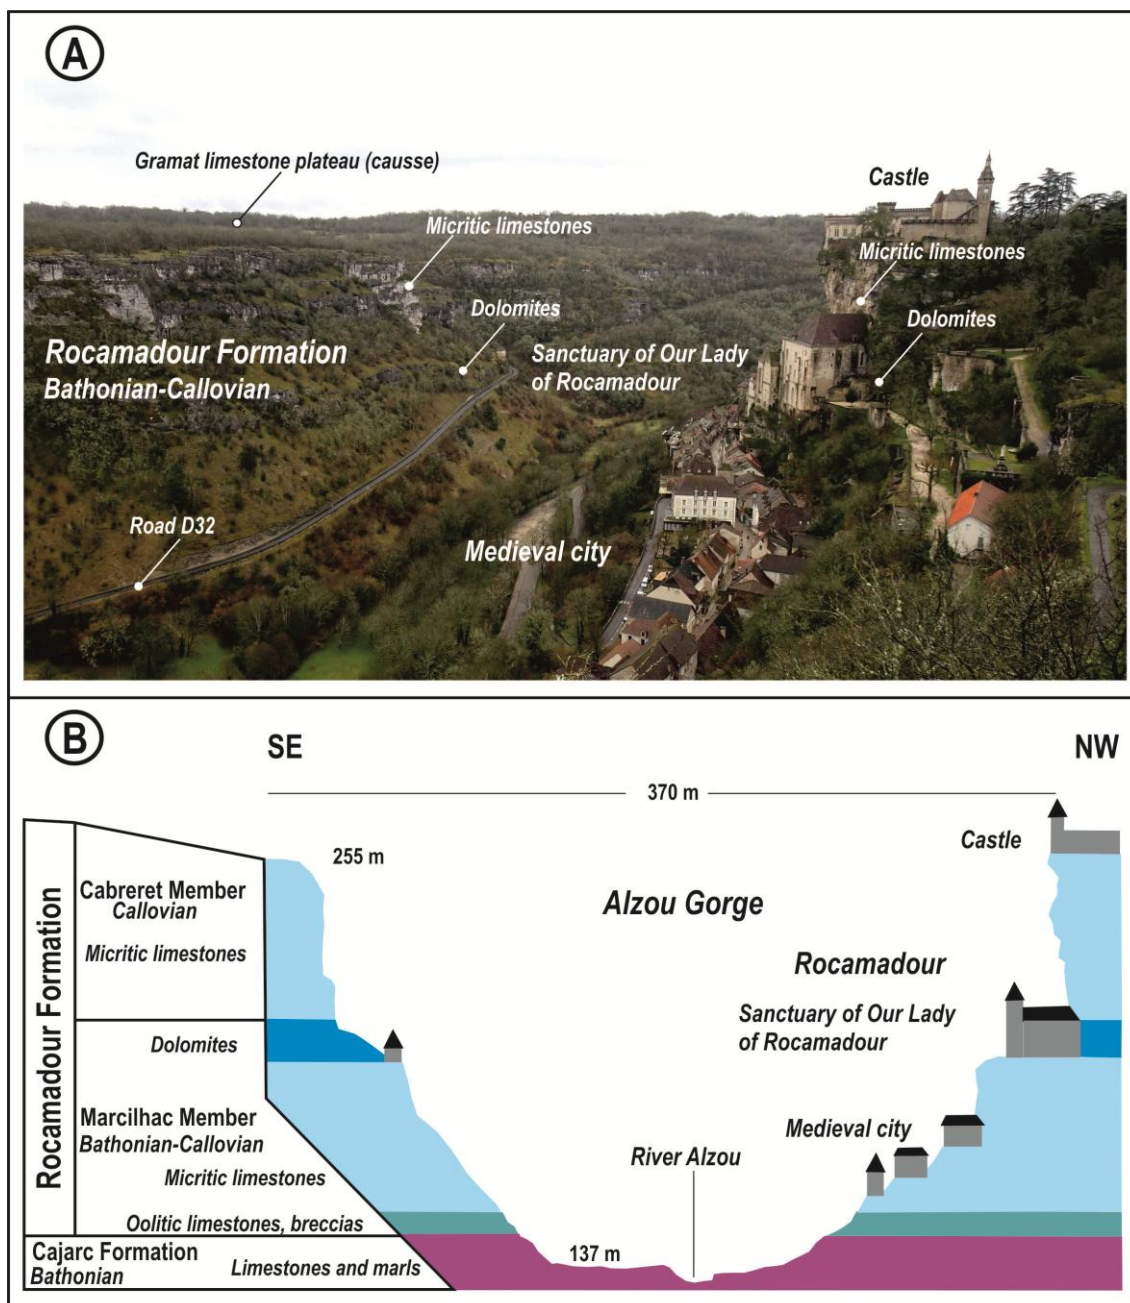 A
Gramat limestone plateau (causse)
Castle
Micritic limestones
Micritic limestones
Dolomites
Dolomites
Rocamadour Formation
Bathonian-Callovian
Sanctuary of Our Lady
of Rocamadour
Road D32
Medieval city
B
SE
NW
370 m
255 m
Castle
Rocamadour Formation
Cabreret Member
Callovian
Micritic limestones
Alzou Gorge
Rocamadour
Sanctuary of Our Lady
of Rocamadour
Dolomites
Marcilhac Member
Bathonian-Callovian
Micritic limestones
Medieval city
River Alzou
Oolitic limestones, breccias
Cajarc Formation
Bathonian
Limestones and marls
137 m